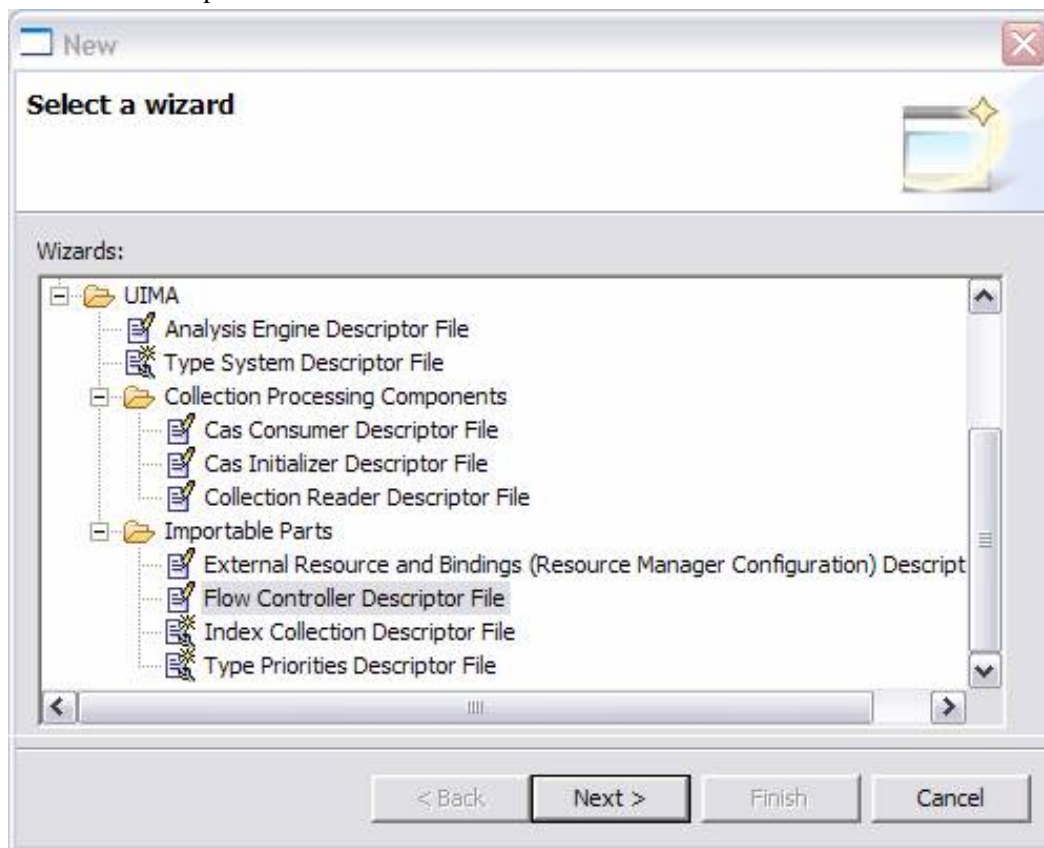 New
Select a wizard
Wizards:
UIMA
Analysis Engine Descriptor File
Type System Descriptor File
Collection Processing Components
Cas Consumer Descriptor File
Cas Initializer Descriptor File
Collection Reader Descriptor File
Importable Parts
External Resource and Bindings (Resource Manager Configuration) Descript
Flow Controller Descriptor File
Index Collection Descriptor File
Type Priorities Descriptor File
< Back Next > Finish Cancel